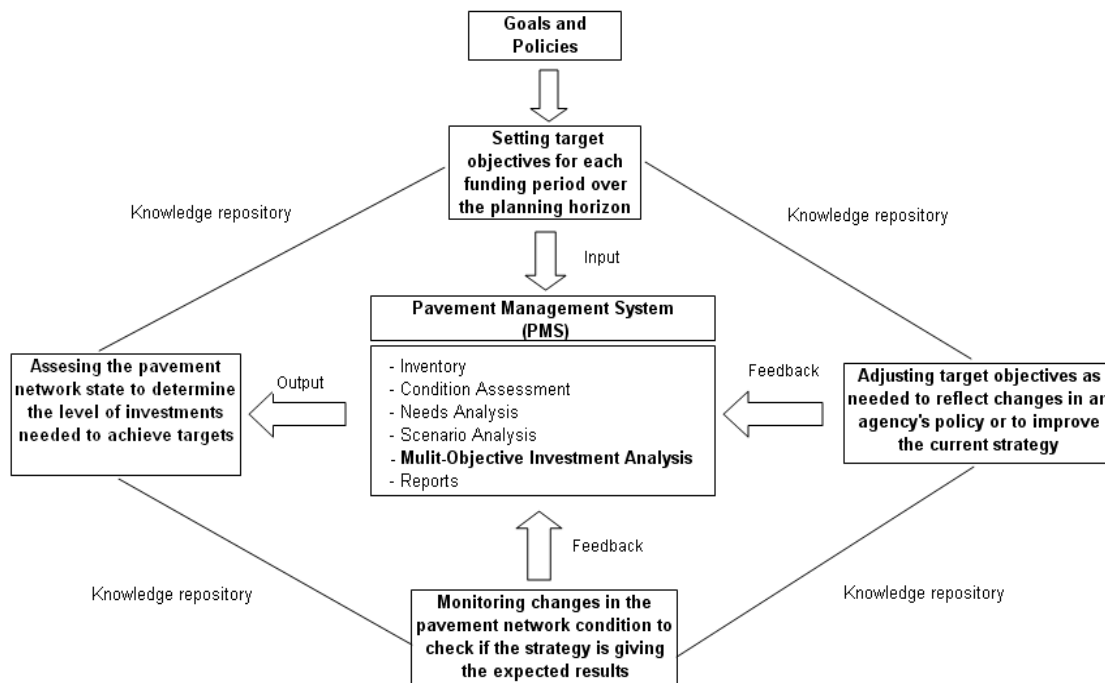 Goals and
Policies
Setting target
objectives for each
funding period over
the planning horizon
Knowledge repository
Knowledge repository
Input
Pavement Management System
(PMS)
Assesing the pavement
network state to determine
the level of investments
needed to achieve targets
Output
- Inventory
- Condition Assessment
- Needs Analysis
- Scenario Analysis
- Mulit-Objective Investment Analysis
- Reports
Feedback
Adjusting target objectives as
needed to reflect changes in an
agency's policy or to improve
the current strategy
Feedback
Knowledge repository
Knowledge repository
Monitoring changes in the
pavement network condition to
check if the strategy is giving
the expected results